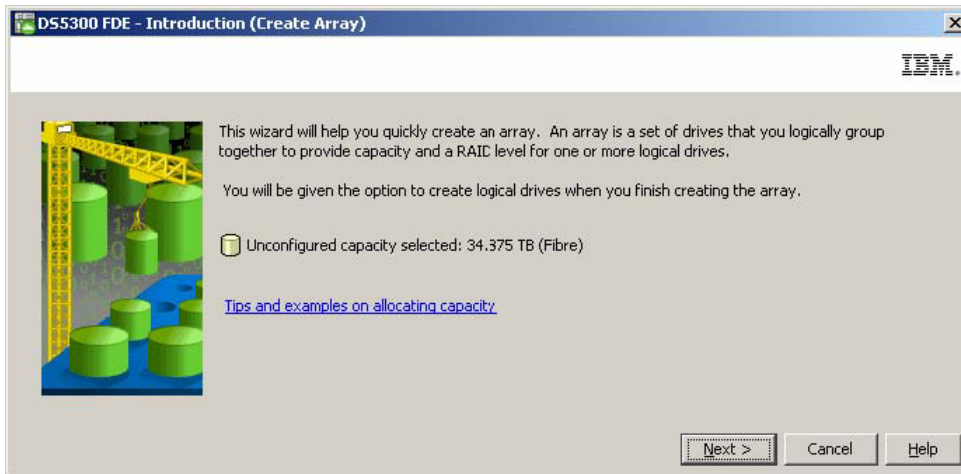 DS5300 FDE - Introduction (Create Array)
IBM.
This wizard will help you quickly create an array. An array is a set of drives that you logically group
together to provide capacity and a RAID level for one or more logical drives.
You will be given the option to create logical drives when you finish creating the array.
Unconfigured capacity selected: 34.375 TB (Fibre)
Tips and examples on allocating capacity
Next >
Cancel
Help